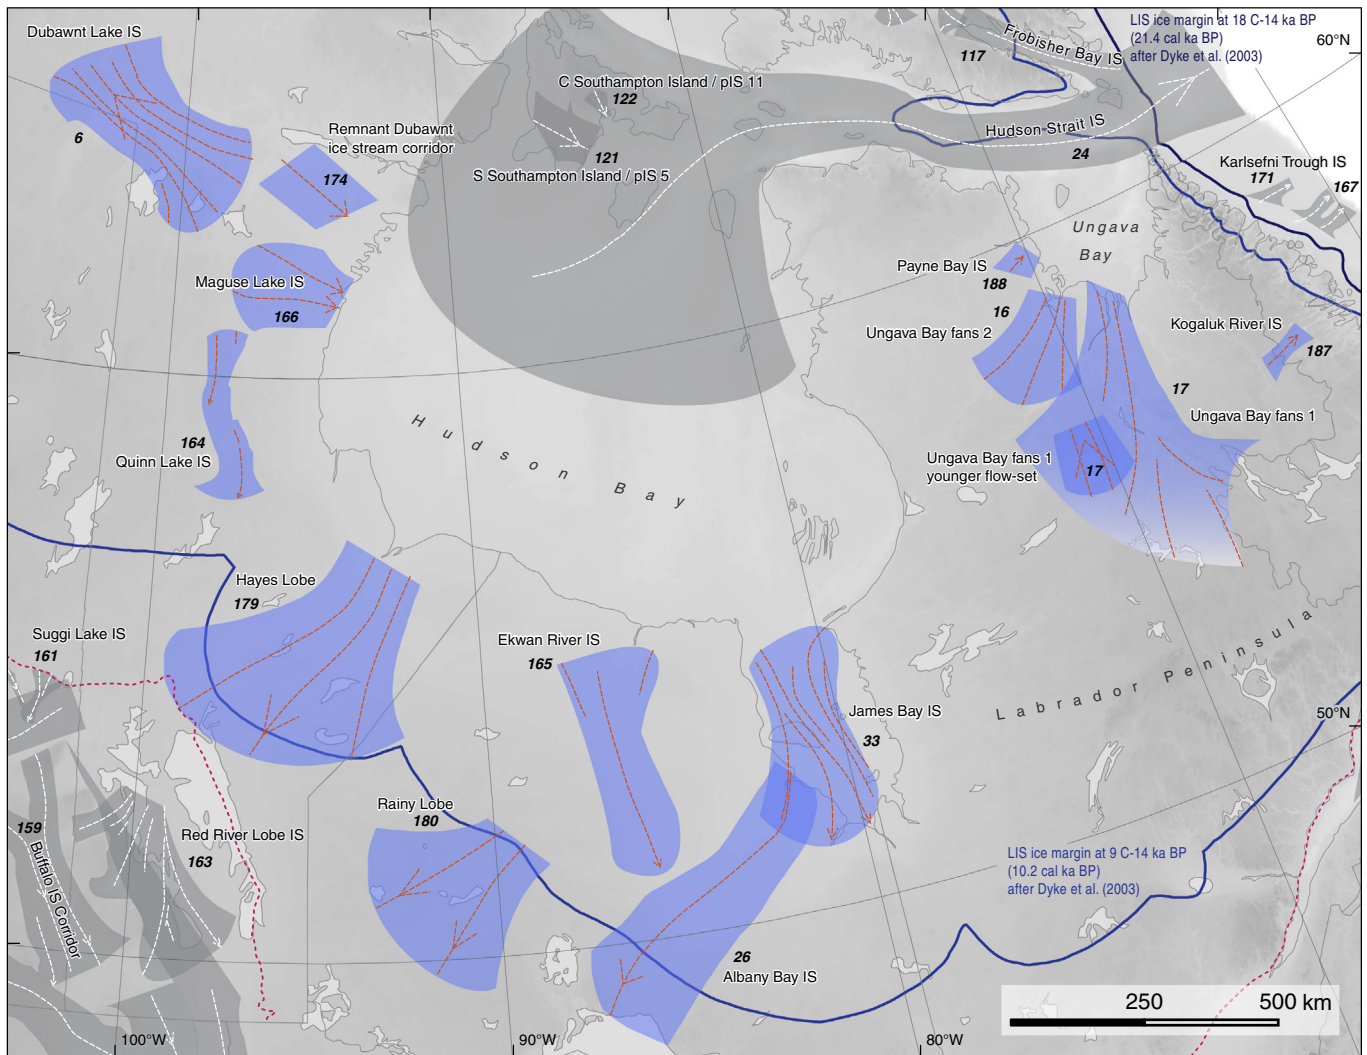 Dubawnt Lake IS
6
Remnant Dubawnt
ice stream corridor
174
C Southampton Island / pIS 11
122
121
S Southampton Island / pIS 5
117
Frobisher Bay IS
LIS ice margin at 18 C-14 ka BP
(21.4 cal ka BP)
after Dyke et al. (2003)
60°N
Hudson Strait IS
24
Karlsefni Trough IS
171
167
Ungava
Bay
Payne Bay IS
188
16
Ungava Bay fans 2
Kogaluk River IS
187
17
Ungava Bay fans 1
Ungava Bay fans 1
younger flow-set
17
Maguse Lake IS
166
164
Quinn Lake IS
Hudson Bay
Hayes Lobe
179
Suggi Lake IS
161
Ekwan River IS
165
James Bay IS
33
Labrador Peninsula
50°N
Rainy Lobe
180
159
Buffalo IS Corridor
Red River Lobe IS
163
LIS ice margin at 9 C-14 ka BP
(10.2 cal ka BP)
after Dyke et al. (2003)
26
Albany Bay IS
250
500 km
100°W
90°W
80°W